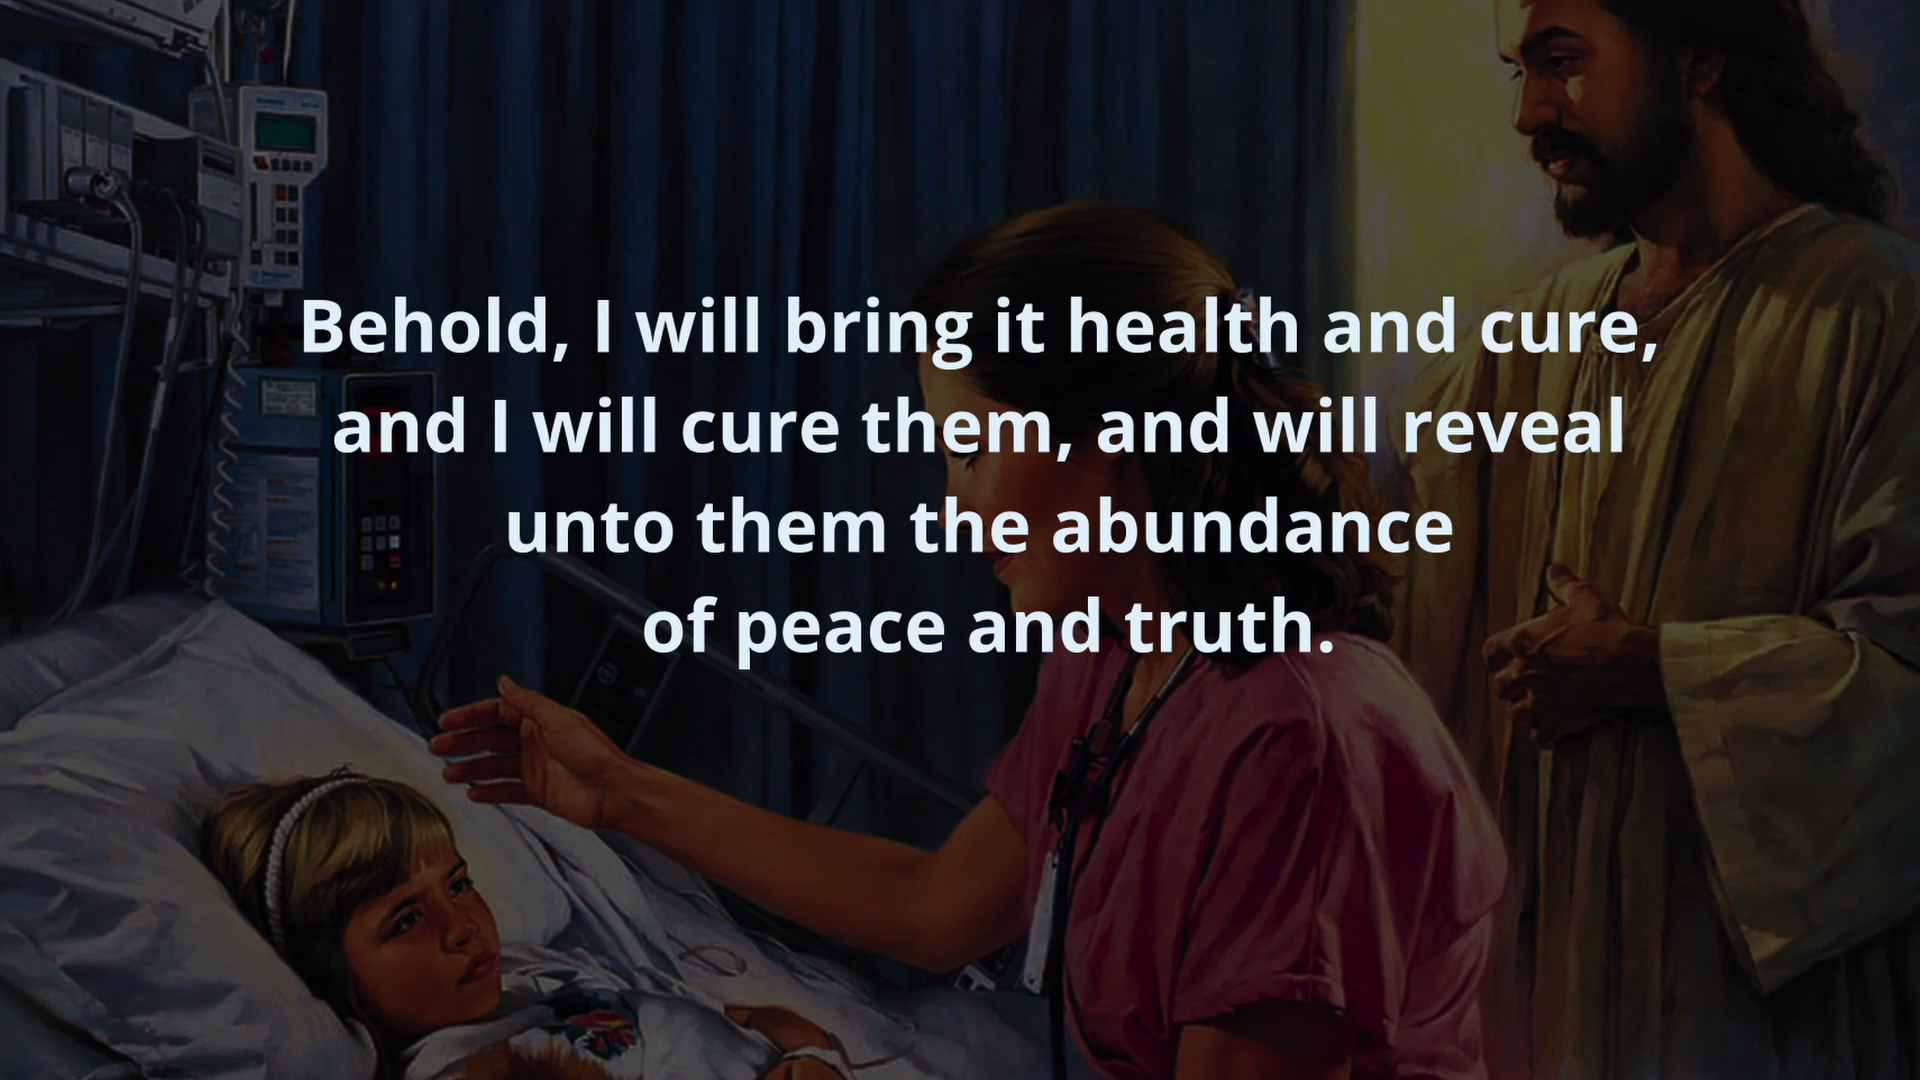 Behold, I will bring it health and cure,
and I will cure them, and will reveal
unto them the abundance
of peace and truth.